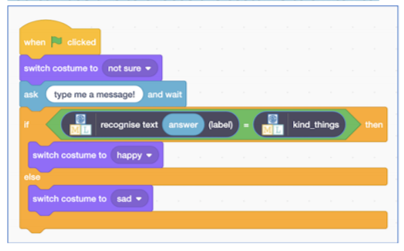 when clicked
switch costume to not sure
ask type me a message! and wait
if recognise text answer (label) = kind_things then
switch costume to happy
else
switch costume to sad